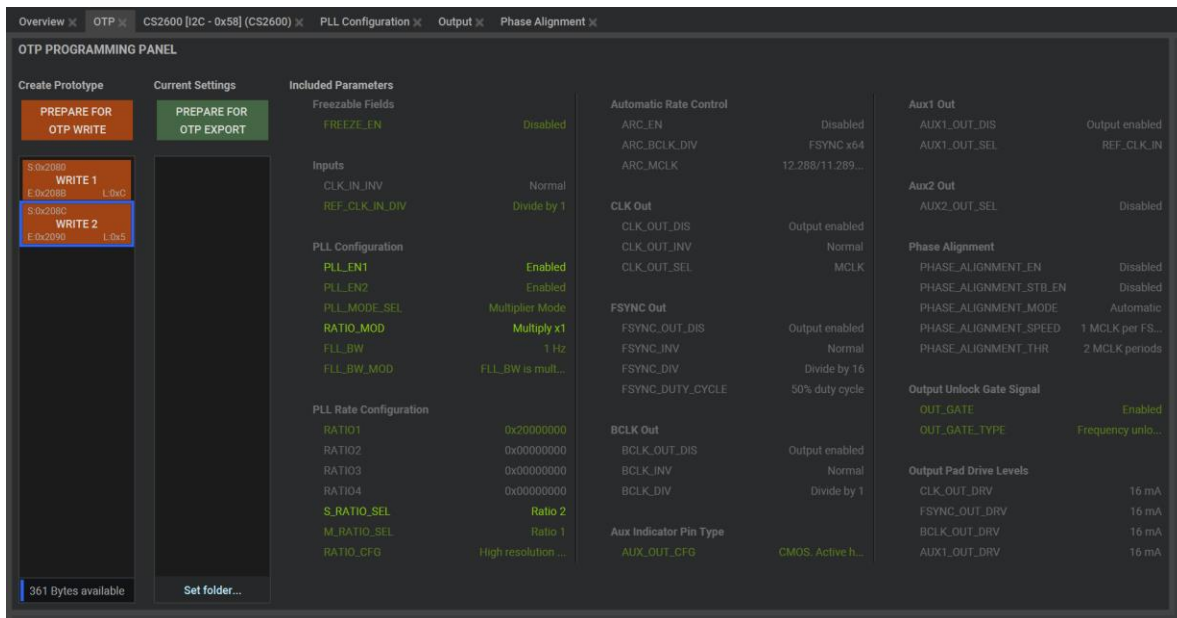 Overview × OTP × CS2600 [I2C - 0x58] (CS2600) × PLL Configuration × Output × Phase Alignment ×
OTP PROGRAMMING PANEL
Create Prototype
PREPARE FOR
OTP WRITE
S:0x2080
WRITE 1
E:0x208B L:0xC
S:0x208C
WRITE 2
E:0x2090 L:0x5
361 Bytes available
Current Settings
PREPARE FOR
OTP EXPORT
Set folder...
Included Parameters
Freezable Fields
FREEZE_EN Disabled
Inputs
CLK_IN_INV Normal
REF_CLK_IN_DIV Divide by 1
PLL Configuration
PLL_EN1 Enabled
PLL_EN2 Enabled
PLL_MODE_SEL Multiplier Mode
RATIO_MOD Multiply x1
FLL_BW 1 Hz
FLL_BW_MOD FLL_BW is mult...
PLL Rate Configuration
RATIO1 0x20000000
RATIO2 0x00000000
RATIO3 0x00000000
RATIO4 0x00000000
S_RATIO_SEL Ratio 2
M_RATIO_SEL Ratio 1
RATIO_CFG High resolution ...
Automatic Rate Control
ARC_EN Disabled
ARC_BCLK_DIV FSYNC x64
ARC_MCLK 12.288/11.289...
CLK Out
CLK_OUT_DIS Output enabled
CLK_OUT_INV Normal
CLK_OUT_SEL MCLK
FSYNC Out
FSYNC_OUT_DIS Output enabled
FSYNC_INV Normal
FSYNC_DIV Divide by 16
FSYNC_DUTY_CYCLE 50% duty cycle
BCLK Out
BCLK_OUT_DIS Output enabled
BCLK_INV Normal
BCLK_DIV Divide by 1
Aux Indicator Pin Type
AUX_OUT_CFG CMOS. Active h...
Aux1 Out
AUX1_OUT_DIS Output enabled
AUX1_OUT_SEL REF_CLK_IN
Aux2 Out
AUX2_OUT_SEL Disabled
Phase Alignment
PHASE_ALIGNMENT_EN Disabled
PHASE_ALIGNMENT_STB_EN Disabled
PHASE_ALIGNMENT_MODE Automatic
PHASE_ALIGNMENT_SPEED 1 MCLK per FS...
PHASE_ALIGNMENT_THR 2 MCLK periods
Output Unlock Gate Signal
OUT_GATE Enabled
OUT_GATE_TYPE Frequency unlo...
Output Pad Drive Levels
CLK_OUT_DRV 16 mA
FSYNC_OUT_DRV 16 mA
BCLK_OUT_DRV 16 mA
AUX1_OUT_DRV 16 mA